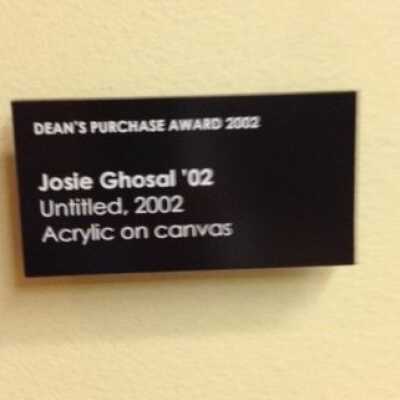 DEAN'S PURCHASE AWARD 2002
Josie Ghosal '02
Untitled, 2002
Acrylic on canvas